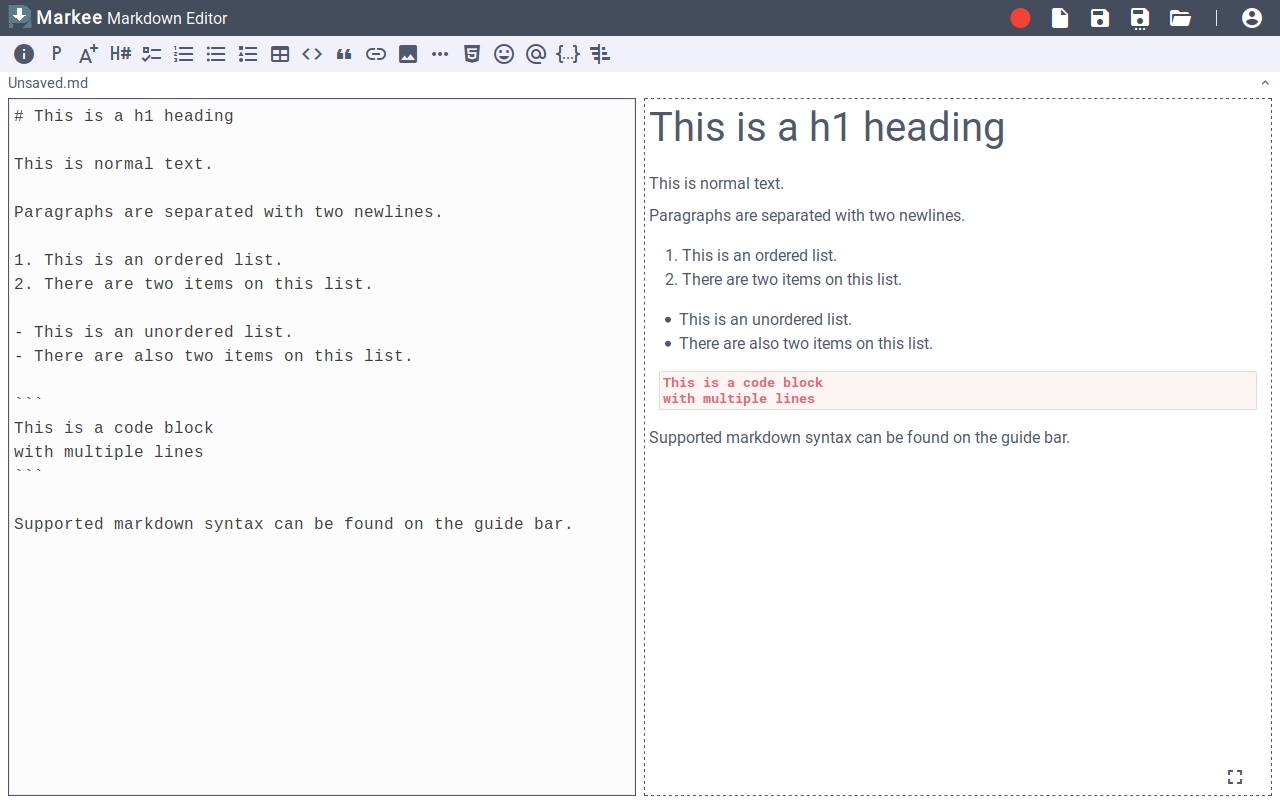 Markee Markdown Editor
P A+ H# {...}
Unsaved.md
# This is a h1 heading
This is normal text.
Paragraphs are separated with two newlines.
1. This is an ordered list.
2. There are two items on this list.
- This is an unordered list.
- There are also two items on this list.
```
This is a code block
with multiple lines
```
Supported markdown syntax can be found on the guide bar.
This is a h1 heading
This is normal text.
Paragraphs are separated with two newlines.
1. This is an ordered list.
2. There are two items on this list.
• This is an unordered list.
• There are also two items on this list.
This is a code block
with multiple lines
Supported markdown syntax can be found on the guide bar.